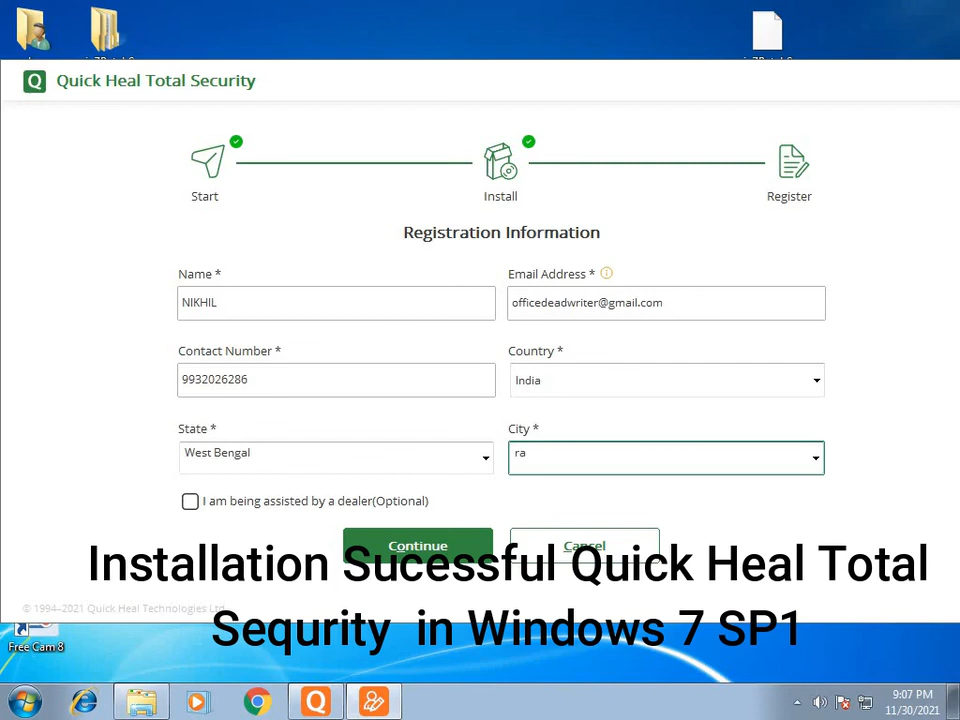 Quick Heal Total Security
Start
Install
Register
Registration Information
Name *
Email Address *
NIKHIL
officedeadwriter@gmail.com
Contact Number *
Country *
9932026286
India
State *
City *
West Bengal
ra
I am being assisted by a dealer(Optional)
Continue
Cancel
Installation Sucessful Quick Heal Total
Sequrity in Windows 7 SP1
© 1994–2021 Quick Heal Technologies Ltd
Free Cam 8
9:07 PM
11/30/2021